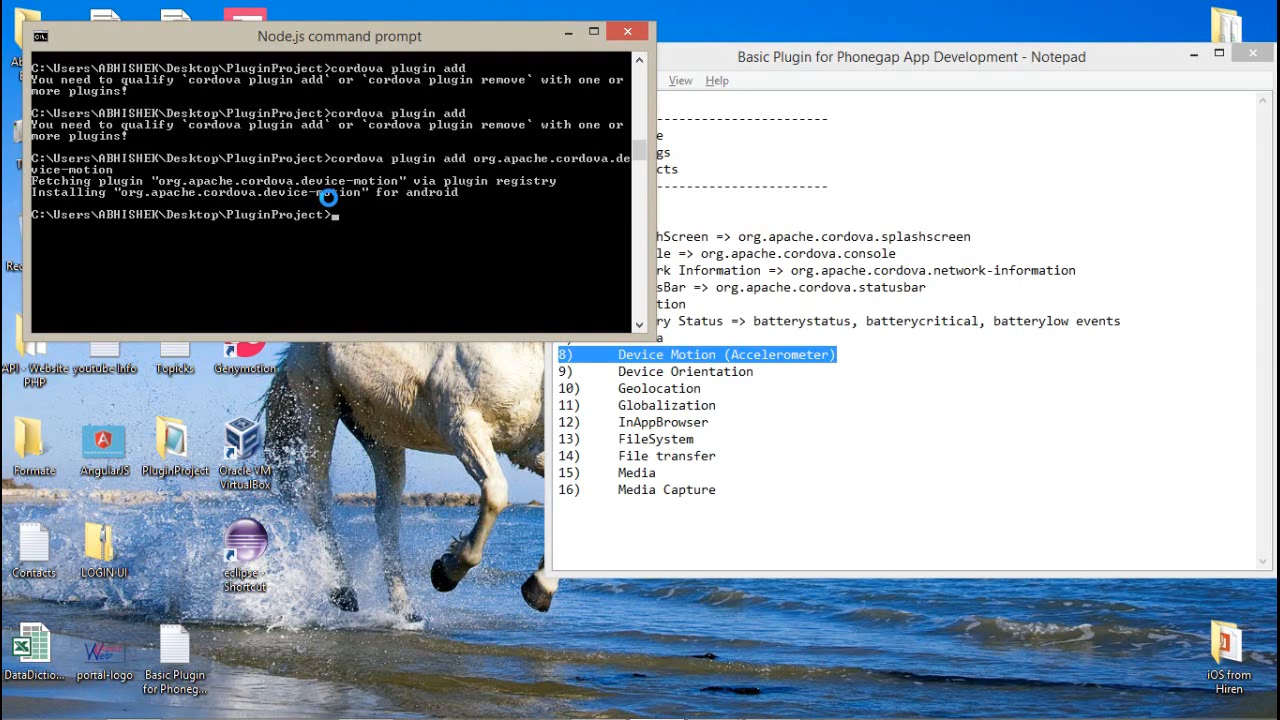 Node.js command prompt
C:\Users\ABHISHEK\Desktop\PluginProject>cordova plugin add
You need to qualify `cordova plugin add` or `cordova plugin remove` with one or
more plugins!
C:\Users\ABHISHEK\Desktop\PluginProject>cordova plugin add
You need to qualify `cordova plugin add` or `cordova plugin remove` with one or
more plugins!
C:\Users\ABHISHEK\Desktop\PluginProject>cordova plugin add org.apache.cordova.de
vice-motion
Fetching plugin "org.apache.cordova.device-motion" via plugin registry
Installing "org.apache.cordova.device-motion" for android
C:\Users\ABHISHEK\Desktop\PluginProject>
Basic Plugin for Phonegap App Development - Notepad
View Help
hScreen => org.apache.cordova.splashscreen
le => org.apache.cordova.console
rk Information => org.apache.cordova.network-information
sBar => org.apache.cordova.statusbar
tion
ry Status => batterystatus, batterycritical, batterylow events
8) Device Motion (Accelerometer)
9) Device Orientation
10) Geolocation
11) Globalization
12) InAppBrowser
13) FileSystem
14) File transfer
15) Media
16) Media Capture
API - Website PHP
youtube Info
Topicks
Genymotion
Formate
AngularJS
PluginProject
Oracle VM VirtualBox
Contacts
LOGIN-UI
eclipse - Shortcut
DataDictio...
portal-logo
Basic Plugin for Phoneg...
iOS from Hiren